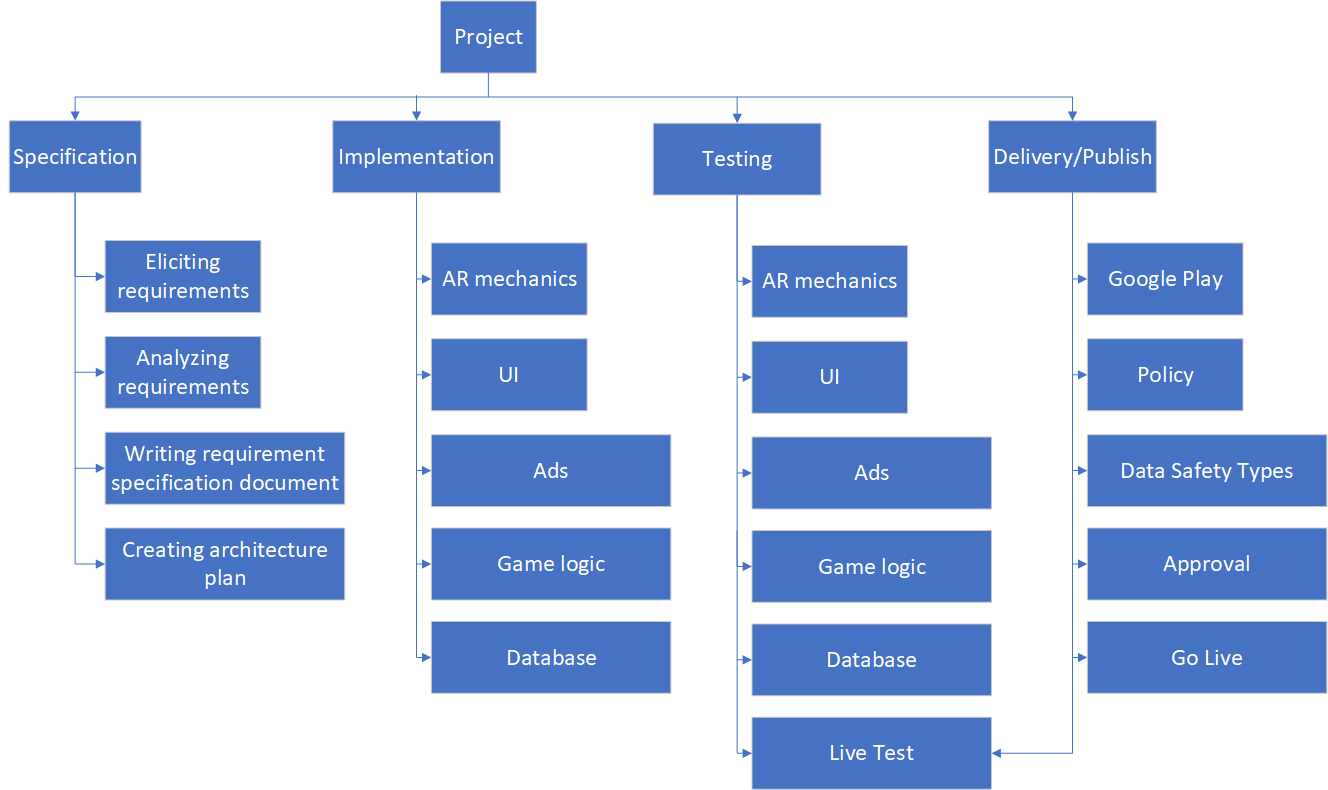 Project
Specification
Implementation
Testing
Delivery/Publish
Eliciting
requirements
Analyzing
requirements
Writing requirement
specification document
Creating architecture
plan
AR mechanics
UI
Ads
Game logic
Database
AR mechanics
UI
Ads
Game logic
Database
Live Test
Google Play
Policy
Data Safety Types
Approval
Go Live